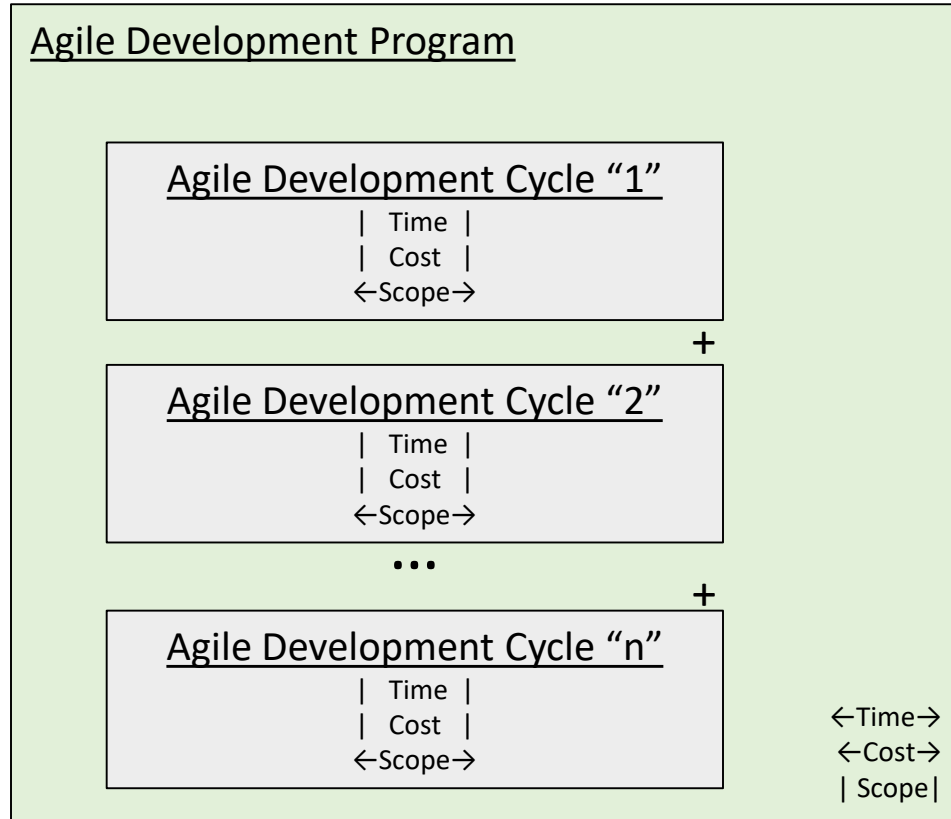 Agile Development Program
Agile Development Cycle “1”
| Time |
| Cost |
←Scope→
+
Agile Development Cycle “2”
| Time |
| Cost |
←Scope→
...
+
Agile Development Cycle “n”
| Time |
| Cost |
←Scope→
←Time→
←Cost→
| Scope|